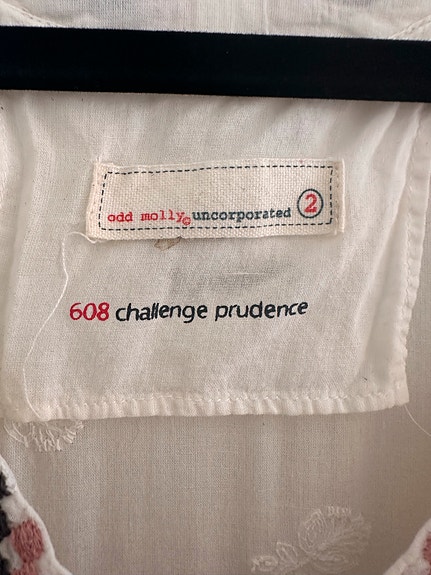 odd molly© uncorporated 2
608 challenge prudence